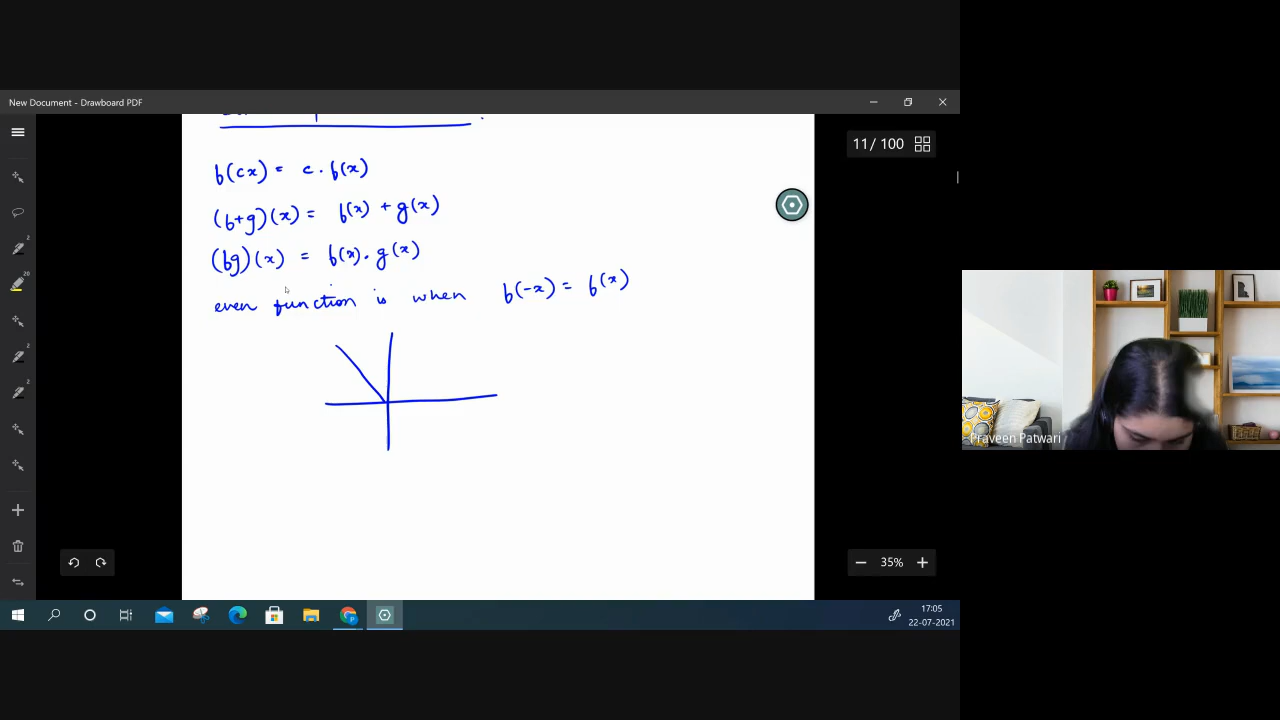 New Document - Drawboard PDF
11 / 100
f(cx) = c . f(x)
(f+g)(x) = f(x) + g(x)
(fg)(x) = f(x) . g(x)
even function is when f(-x) = f(x)
Praveen Patwari
35%
17:05
22-07-2021